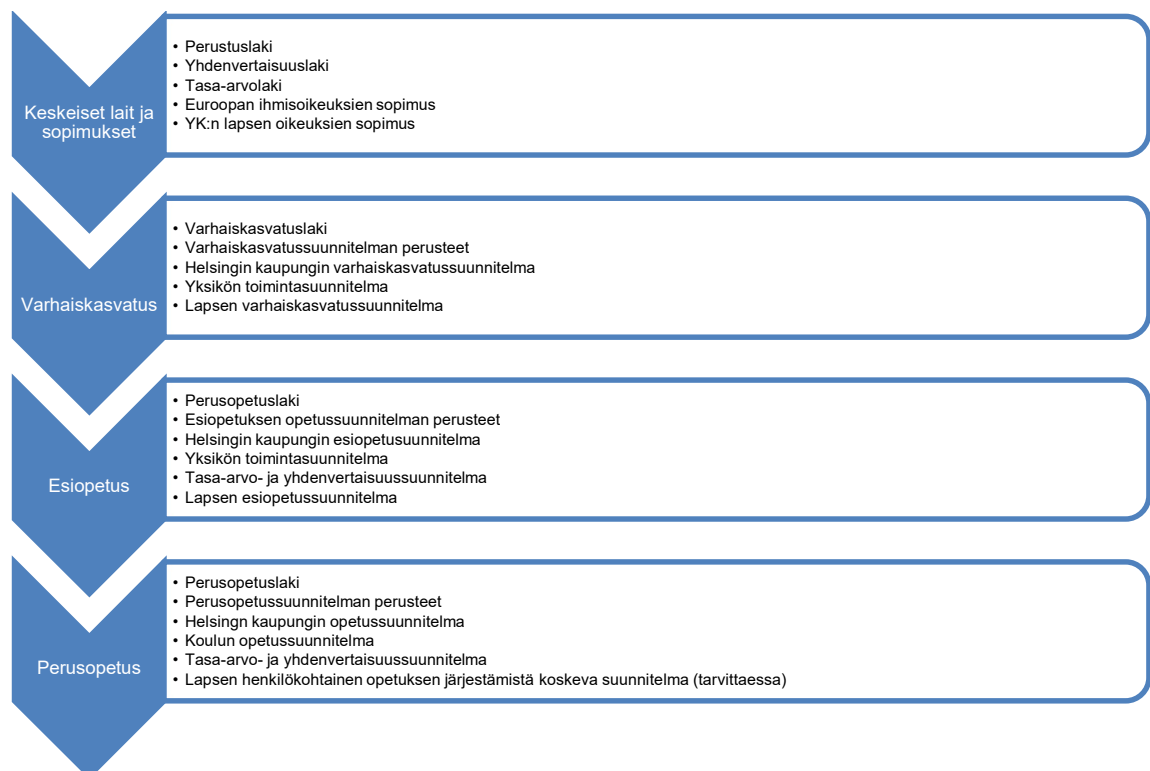 Keskeiset lait ja
sopimukset
• Perustuslaki
• Yhdenvertaisuuslaki
• Tasa-arvolaki
• Euroopan ihmisoikeuksien sopimus
• YK:n lapsen oikeuksien sopimus
Varhaiskasvatus
• Varhaiskasvatuslaki
• Varhaiskasvatussuunnitelman perusteet
• Helsingin kaupungin varhaiskasvatussuunnitelma
• Yksikön toimintasuunnitelma
• Lapsen varhaiskasvatussuunnitelma
Esiopetus
• Perusopetuslaki
• Esiopetuksen opetussuunnitelman perusteet
• Helsingin kaupungin esiopetusuunnitelma
• Yksikön toimintasuunnitelma
• Tasa-arvo- ja yhdenvertaisuussuunnitelma
• Lapsen esiopetussuunnitelma
Perusopetus
• Perusopetuslaki
• Perusopetussuunnitelman perusteet
• Helsingn kaupungin opetussuunnitelma
• Koulun opetussuunnitelma
• Tasa-arvo- ja yhdenvertaisuussuunnitelma
• Lapsen henkilökohtainen opetuksen järjestämistä koskeva suunnitelma (tarvittaessa)